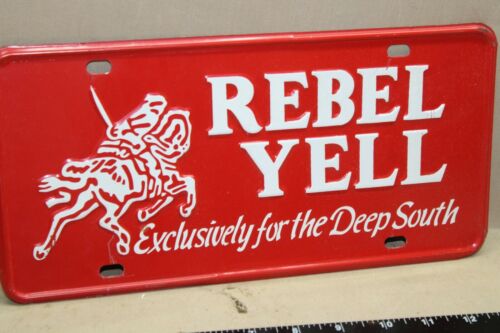 REBEL
YELL
Exclusively for the Deep South